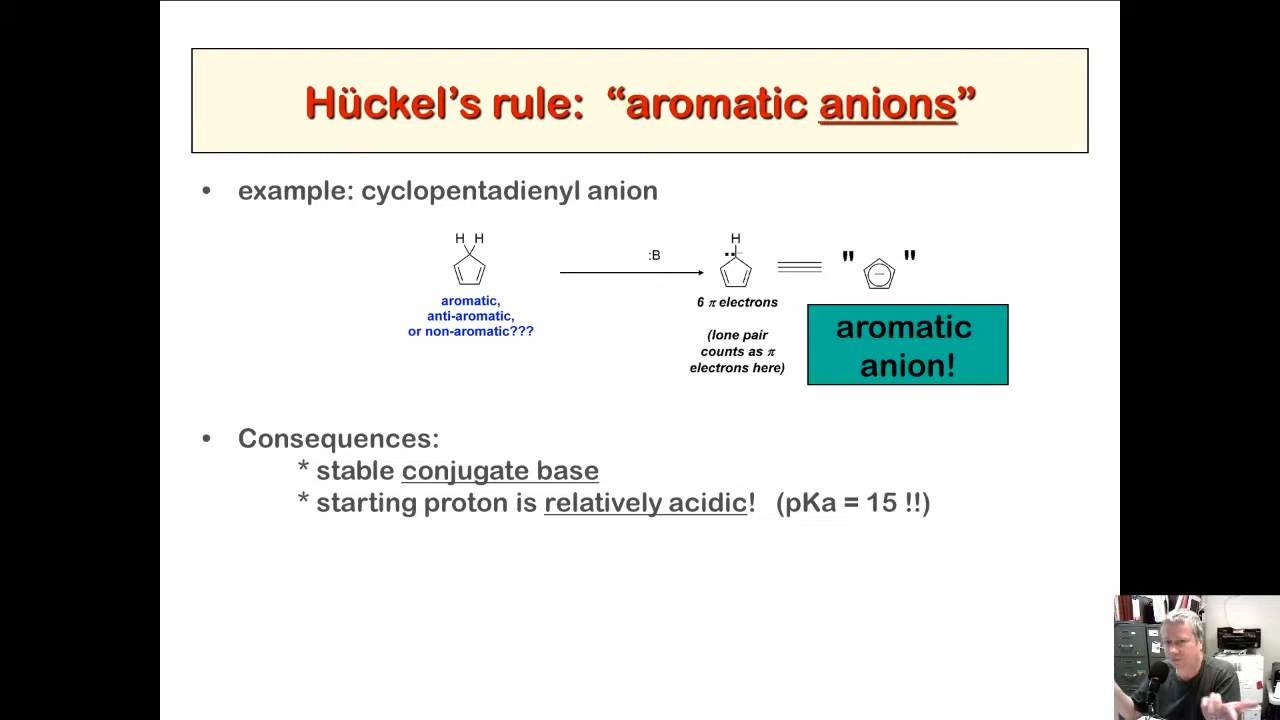 Hückel's rule: “aromatic anions”
• example: cyclopentadienyl anion
H H
:B
H
" "
aromatic,
anti-aromatic,
or non-aromatic???
6 π electrons
(lone pair
counts as π
electrons here)
aromatic
anion!
• Consequences:
* stable conjugate base
* starting proton is relatively acidic! (pKa = 15 !!)